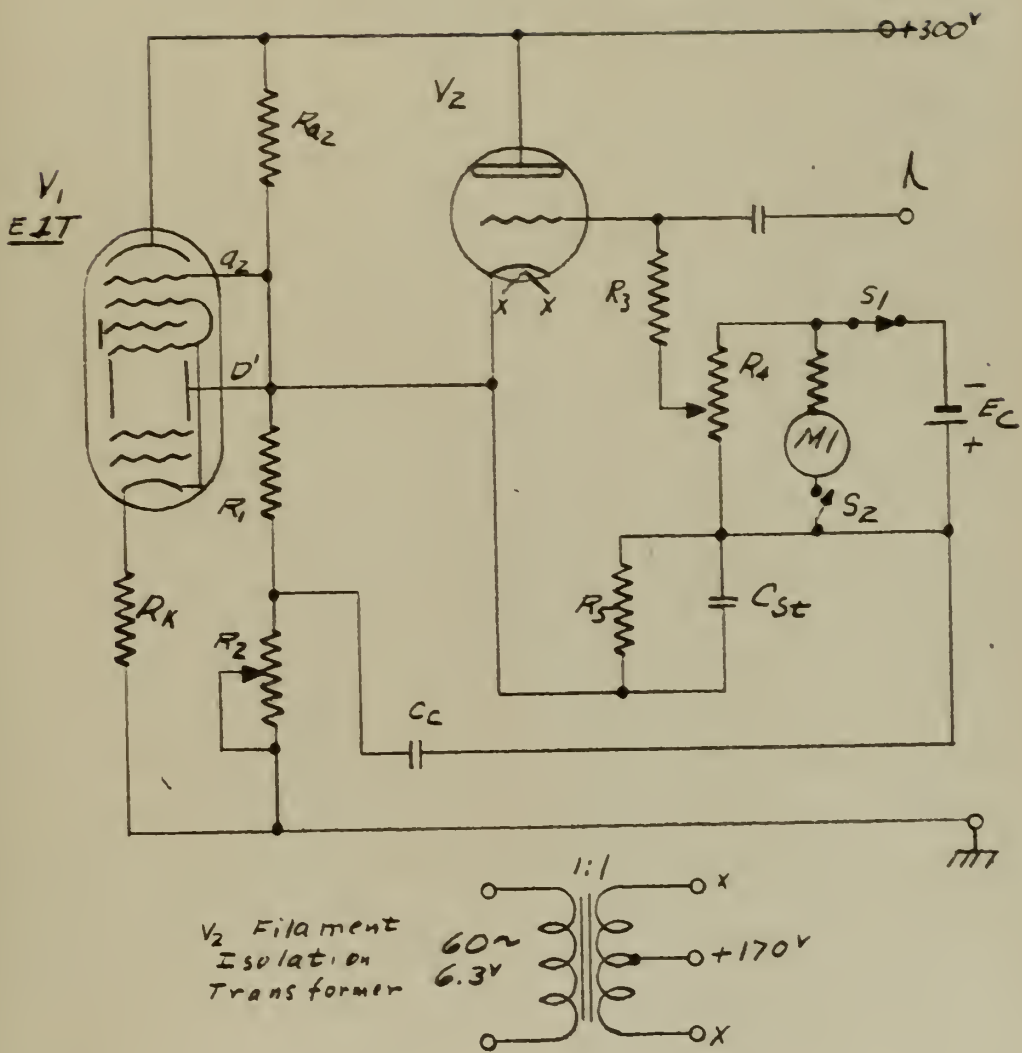 +300v
V2
Ra2
V1
E1T
a2
D'
R3
S1
R4
- EC
+
M1
S2
R1
R5
CSt
RK
R2
CC
1:1
x
x
V2 Filament
Isolation
Transformer
60~
6.3v
x
+170v
x